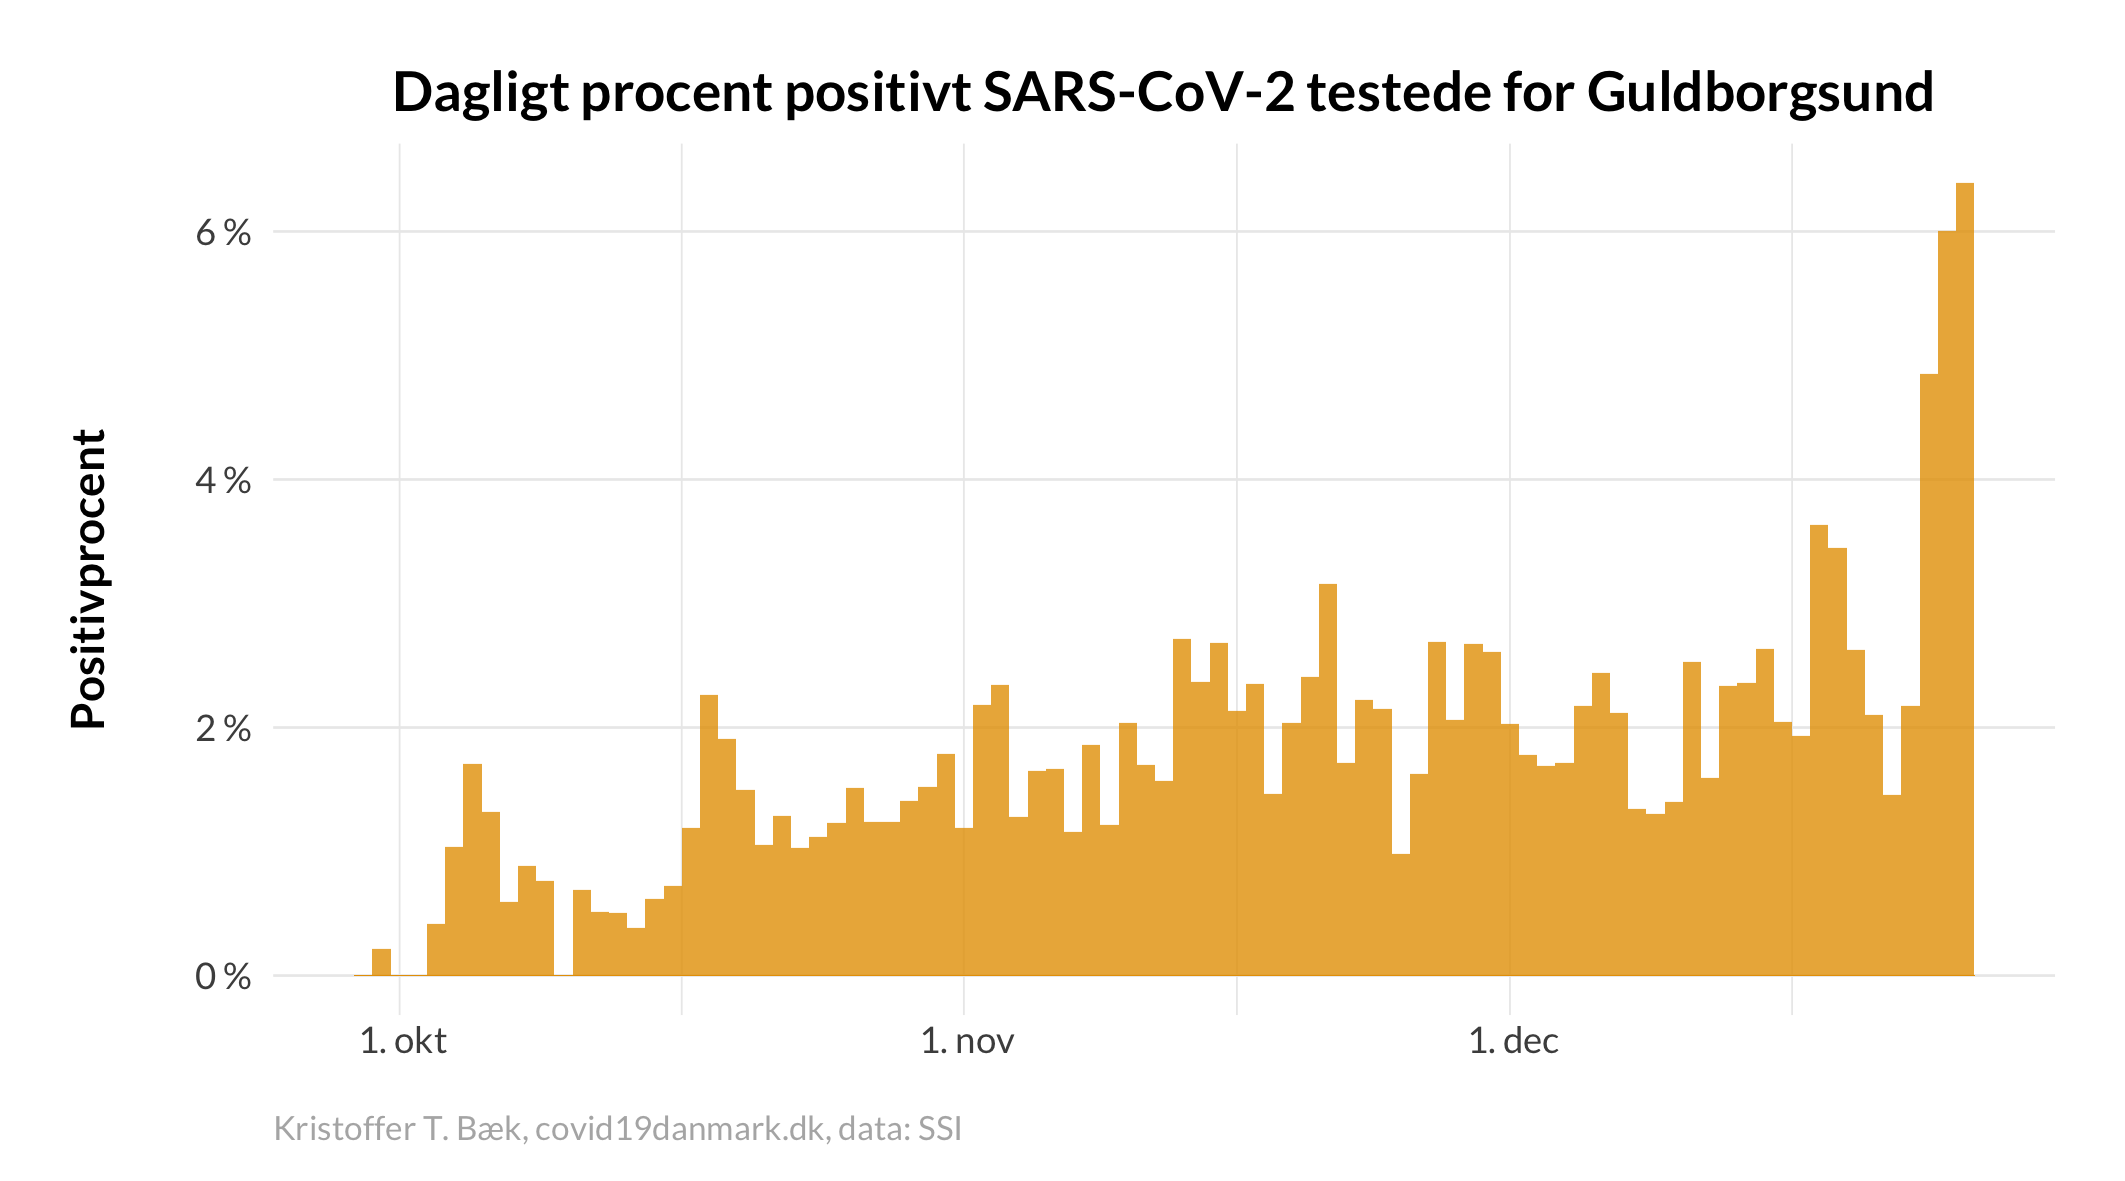 Dagligt procent positivt SARS-CoV-2 testede for Guldborgsund
Positivprocent
6 %
4 %
2 %
0 %
1. okt
1. nov
1. dec
Kristoffer T. Bæk, covid19danmark.dk, data: SSI